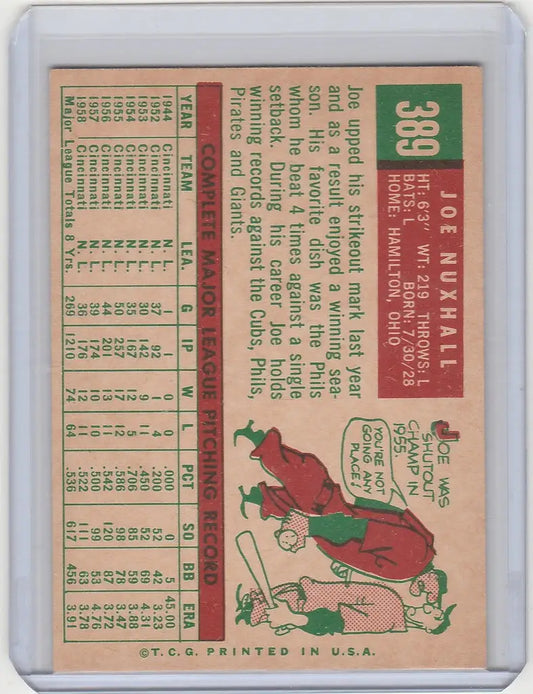 389
JOE NUXHALL
HT: 6'3" WT: 219 THROWS: L
BATS: L BORN: 7/30/28
HOME: HAMILTON, OHIO
Joe upped his strikeout mark last year
and as a result enjoyed a winning sea-
son. His favorite dish was the Phils
whom he beat 4 times against a single
setback. During his career Joe holds
winning records against the Cubs, Phils,
Pirates and Giants.
JOE WAS
SHUTOUT
CHAMP IN
1955.
YOU'RE NOT
GOING ANY
PLACE!
COMPLETE MAJOR LEAGUE PITCHING RECORD
YEAR TEAM LEA. G IP W L PCT SO BB ERA
1944 Cincinnati N. L. 1 1 0 0 .000 0 5 45.00
1952 Cincinnati N. L. 37 92 1 4 .200 52 42 3.23
1953 Cincinnati N. L. 30 142 9 11 .450 52 69 4.31
1954 Cincinnati N. L. 35 167 12 5 .706 85 59 3.88
1955 Cincinnati N. L. 50 257 17 12 .586 98 78 3.47
1956 Cincinnati N. L. 44 201 13 11 .542 120 87 3.72
1957 Cincinnati N. L. 39 174 10 10 .500 99 53 4.76
1958 Cincinnati N. L. 36 176 12 11 .522 111 63 3.78
Major League Totals 8 Yrs. 269 1210 74 64 .536 617 456 3.91
©T.C.G. PRINTED IN U.S.A.